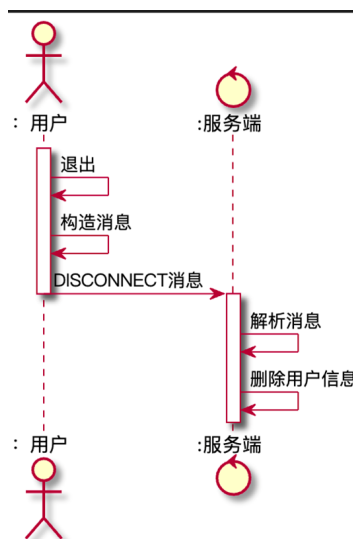 ： 用户
:服务端
退出
构造消息
DISCONNECT消息
解析消息
删除用户信息
： 用户
:服务端